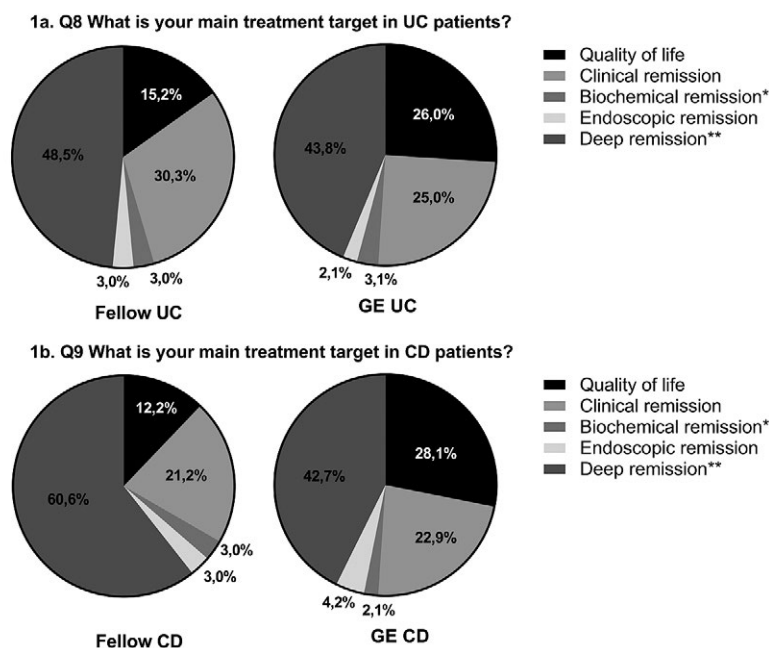 1a. Q8 What is your main treatment target in UC patients?
Quality of life
Clinical remission
Biochemical remission*
Endoscopic remission
Deep remission**
15,2%
30,3%
3,0%
3,0%
48,5%
Fellow UC
26,0%
25,0%
3,1%
2,1%
43,8%
GE UC
1b. Q9 What is your main treatment target in CD patients?
Quality of life
Clinical remission
Biochemical remission*
Endoscopic remission
Deep remission**
12,2%
21,2%
3,0%
3,0%
60,6%
Fellow CD
28,1%
22,9%
2,1%
4,2%
42,7%
GE CD